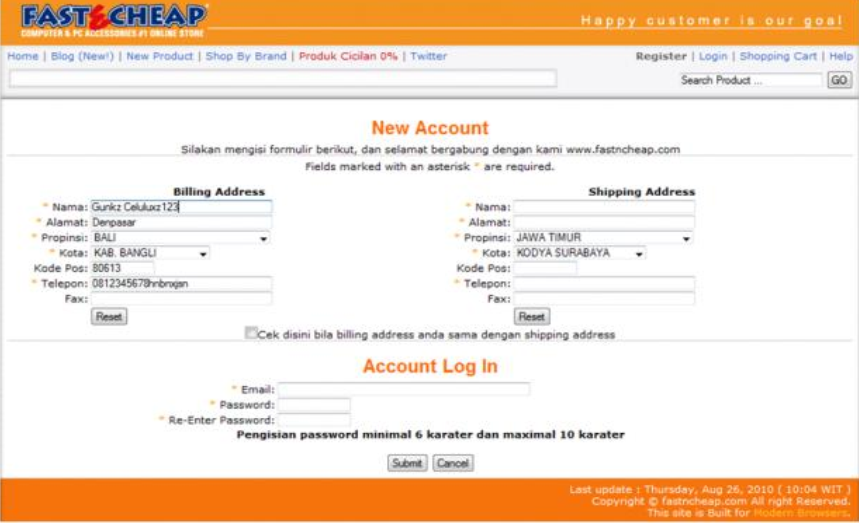 FASTNCHEAP
COMPUTER & PC ACCESSORIES #1 ONLINE STORE
Happy customer is our goal
Home | Blog (New!) | New Product | Shop By Brand | Produk Cicilan 0% | Twitter
Register | Login | Shopping Cart | Help
Search Product ... GO
New Account
Silakan mengisi formulir berikut, dan selamat bergabung dengan kami www.fastncheap.com
Fields marked with an asterisk * are required.
Billing Address
* Nama: Gunkz Celuluxz123
* Alamat: Denpasar
* Propinsi: BALI
* Kota: KAB. BANGLI
Kode Pos: 80613
* Telepon: 0812345678hnbnxjsn
Fax:
Reset
Shipping Address
* Nama:
* Alamat:
* Propinsi: JAWA TIMUR
* Kota: KODYA SURABAYA
Kode Pos:
* Telepon:
Fax:
Reset
Cek disini bila billing address anda sama dengan shipping address
Account Log In
* Email:
* Password:
* Re-Enter Password:
Pengisian password minimal 6 karater dan maximal 10 karater
Submit Cancel
Last update : Thursday, Aug 26, 2010 ( 10:04 WIT )
Copyright © fastncheap.com All right Reserved.
This site is Built for Modern Browsers.